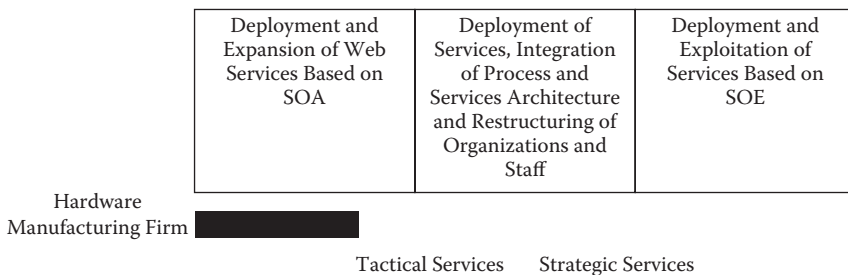 Deployment and
Expansion of Web
Services Based on
SOA
Deployment of
Services, Integration
of Process and
Services Architecture
and Restructuring of
Organizations and
Staff
Deployment and
Exploitation of
Services Based on
SOE
Hardware
Manufacturing Firm
Tactical Services Strategic Services